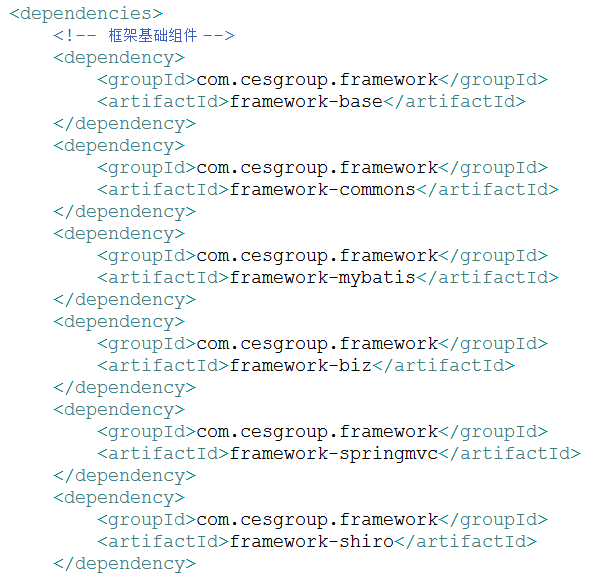 <dependencies>
<!-- 框架基础组件 -->
<dependency>
<groupId>com.cesgroup.framework</groupId>
<artifactId>framework-base</artifactId>
</dependency>
<dependency>
<groupId>com.cesgroup.framework</groupId>
<artifactId>framework-commons</artifactId>
</dependency>
<dependency>
<groupId>com.cesgroup.framework</groupId>
<artifactId>framework-mybatis</artifactId>
</dependency>
<dependency>
<groupId>com.cesgroup.framework</groupId>
<artifactId>framework-biz</artifactId>
</dependency>
<dependency>
<groupId>com.cesgroup.framework</groupId>
<artifactId>framework-springmvc</artifactId>
</dependency>
<dependency>
<groupId>com.cesgroup.framework</groupId>
<artifactId>framework-shiro</artifactId>
</dependency>